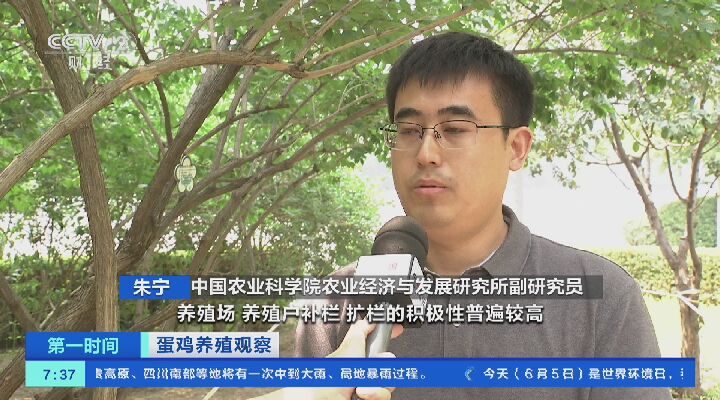 CCTV 2
财经
朱宁 中国农业科学院农业经济与发展研究所副研究员
养殖场 养殖户补栏 扩栏的积极性普遍较高
第一时间 蛋鸡养殖观察
7:37 高原、四川南部等地将有一次中到大雨、局地暴雨过程。 今天（6月5日）是世界环境日，